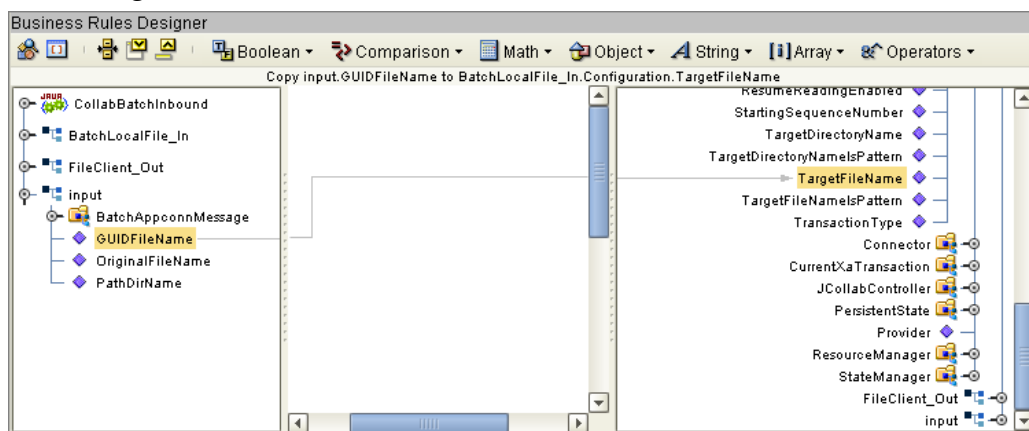 Business Rules Designer
Boolean Comparison Math Object String [i] Array Operators
Copy input.GUIDFileName to BatchLocalFile_In.Configuration.TargetFileName
JAVA
CollabBatchInbound
BatchLocalFile_In
FileClient_Out
input
BatchAppconnMessage
GUIDFileName
OriginalFileName
PathDirName
ResumeReadingEnabled
StartingSequenceNumber
TargetDirectoryName
TargetDirectoryNameIsPattern
TargetFileName
TargetFileNameIsPattern
TransactionType
Connector
CurrentXaTransaction
JCollabController
PersistentState
Provider
ResourceManager
StateManager
FileClient_Out
input